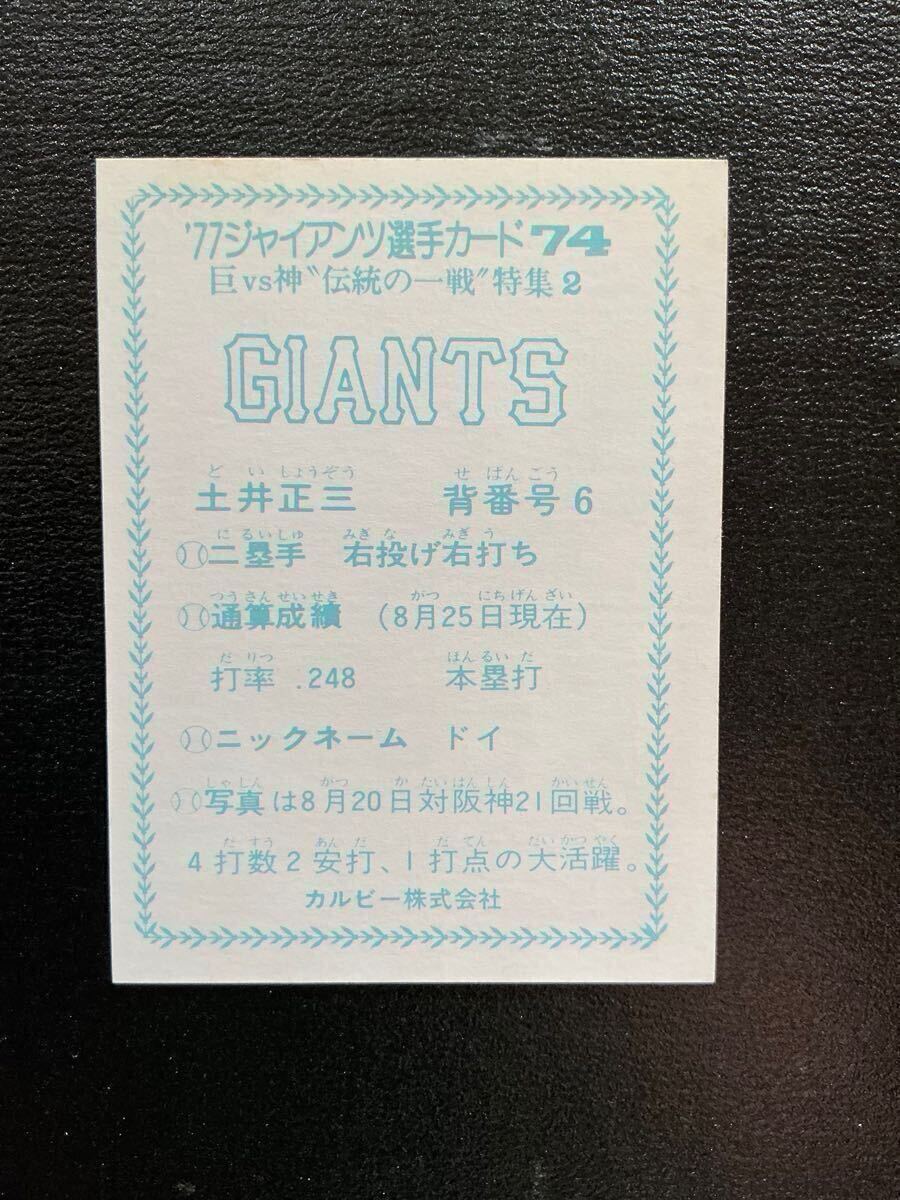 '77ジャイアンツ選手カード74
巨vs神〝伝統の一戦〟特集2
GIANTS
ど い しょうぞう せ ばん ごう
土井正三 背番号6
に るい しゅ みぎ な みぎ う
二塁手 右投げ右打ち
つう さん せい せき がつ にち げん ざい
通算成績 (8月25日現在)
だ りつ ほん るい だ
打率 .248 本塁打
ニックネーム ドイ
しゃ しん がつ か たい はん しん かい せん
写真は8月20日対阪神21回戦。
だ すう あん だ だ てん だい かつ やく
4打数2安打、1打点の大活躍。
カルビー株式会社